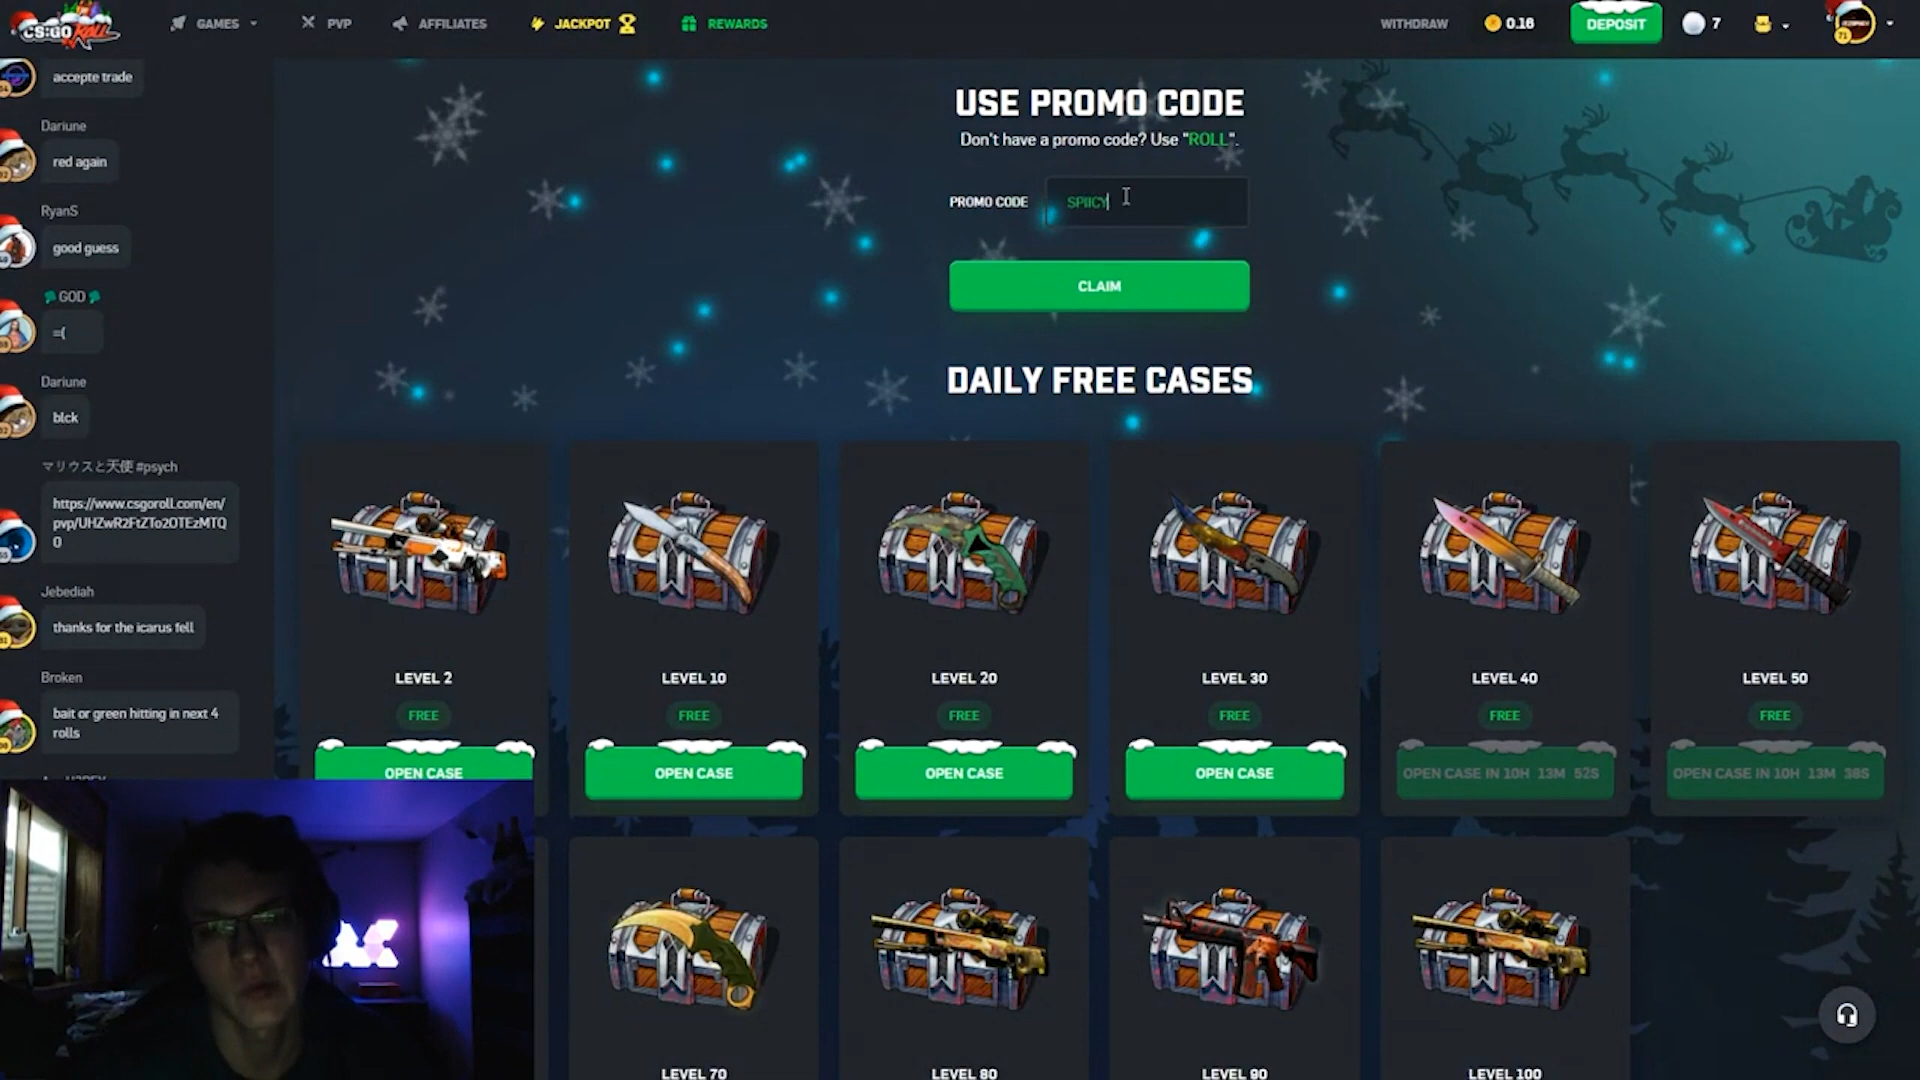 CS:GO ROLL
GAMES
PVP
AFFILIATES
JACKPOT
REWARDS
WITHDRAW
0.16
DEPOSIT
7
71
accepte trade
Dariune
red again
RyanS
good guess
GOD
=(
Dariune
blck
マリウスと天使 #psych
https://www.csgoroll.com/en/
pvp/UHZwR2FtZTo2OTEzMTQ
0
Jebediah
thanks for the icarus fell
Broken
bait or green hitting in next 4
rolls
USE PROMO CODE
Don't have a promo code? Use "ROLL".
PROMO CODE
SPIICY
CLAIM
DAILY FREE CASES
LEVEL 2
FREE
OPEN CASE
LEVEL 10
FREE
OPEN CASE
LEVEL 20
FREE
OPEN CASE
LEVEL 30
FREE
OPEN CASE
LEVEL 40
FREE
OPEN CASE IN 10H 13M 52S
LEVEL 50
FREE
OPEN CASE IN 10H 13M 38S
LEVEL 70
LEVEL 80
LEVEL 90
LEVEL 100